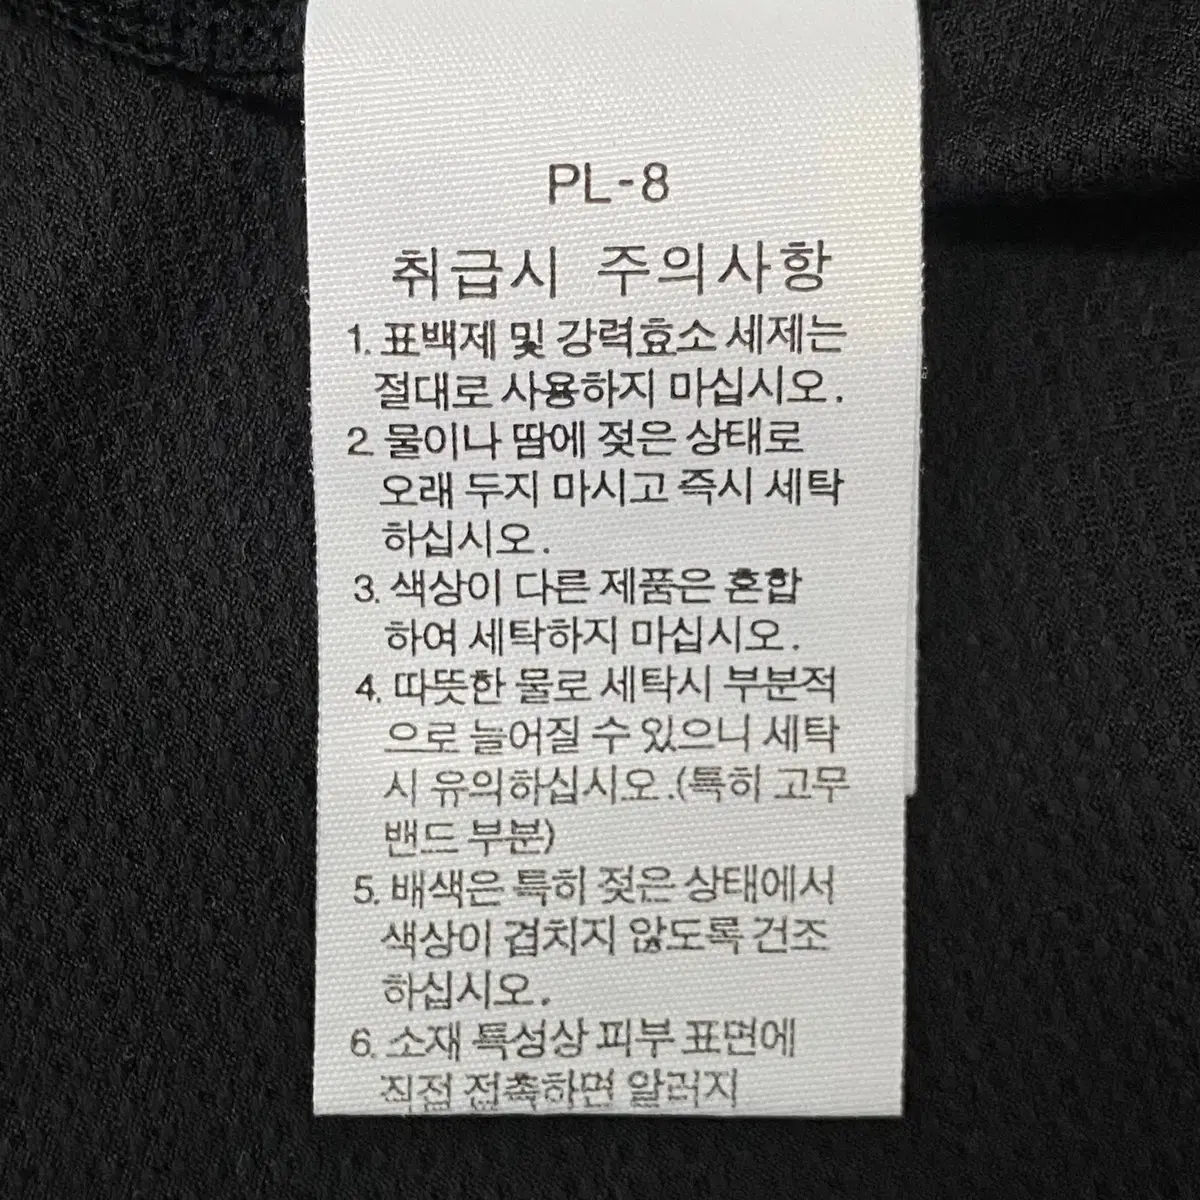 PL-8
취급시 주의사항
1. 표백제 및 강력효소 세제는
절대로 사용하지 마십시오.
2. 물이나 땀에 젖은 상태로
오래 두지 마시고 즉시 세탁
하십시오.
3. 색상이 다른 제품은 혼합
하여 세탁하지 마십시오.
4. 따뜻한 물로 세탁시 부분적
으로 늘어질 수 있으니 세탁
시 유의하십시오.(특히 고무
밴드 부분)
5. 배색은 특히 젖은 상태에서
색상이 겹치지 않도록 건조
하십시오.
6. 소재 특성상 피부 표면에
직접 접촉하면 알러지